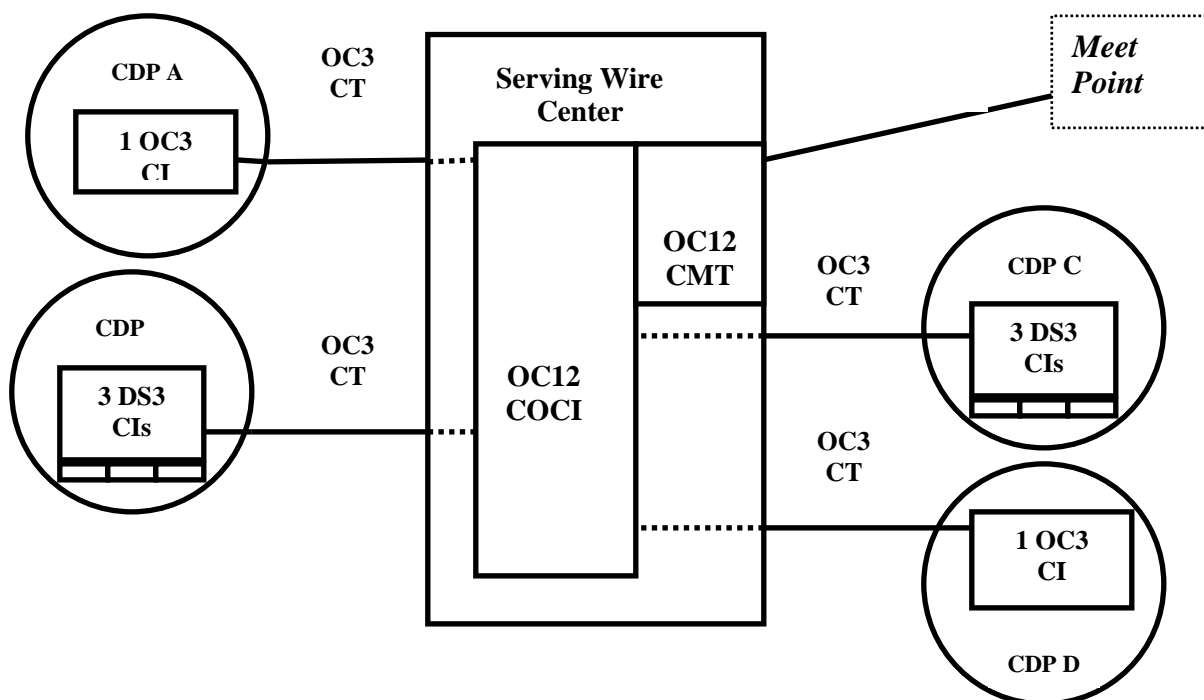 CDP A
1 OC3
CI
OC3
CT
Serving Wire
Center
Meet
Point
OC12
CMT
OC12
COCI
CDP
3 DS3
CIs
OC3
CT
OC3
CT
CDP C
3 DS3
CIs
OC3
CT
1 OC3
CI
CDP D